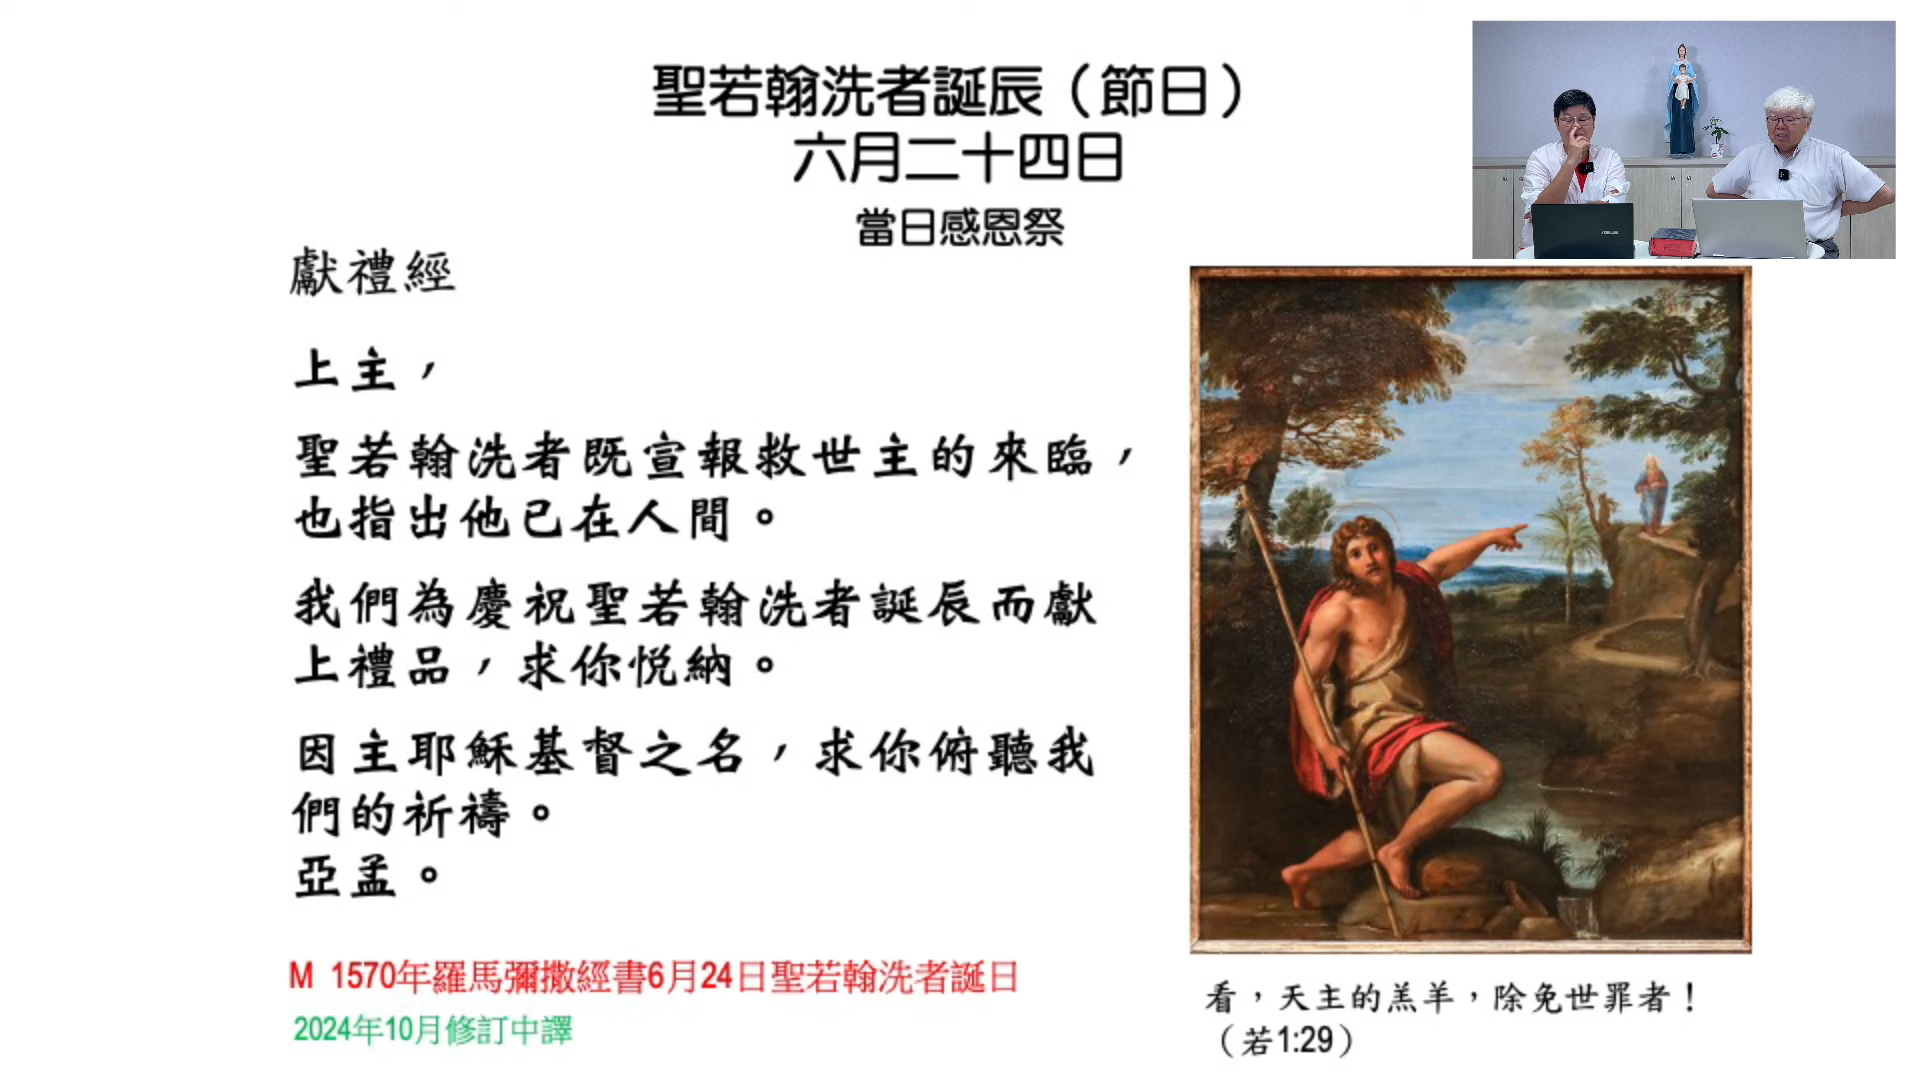 聖若翰洗者誕辰（節日）
六月二十四日
當日感恩祭
獻禮經
上主，
聖若翰洗者既宣報救世主的來臨，
也指出他已在人間。
我們為慶祝聖若翰洗者誕辰而獻
上禮品，求你悅納。
因主耶穌基督之名，求你俯聽我
們的祈禱。
亞孟。
M 1570年羅馬彌撒經書6月24日聖若翰洗者誕日
2024年10月修訂中譯
看，天主的羔羊，除免世罪者！
（若1:29）
ASUS